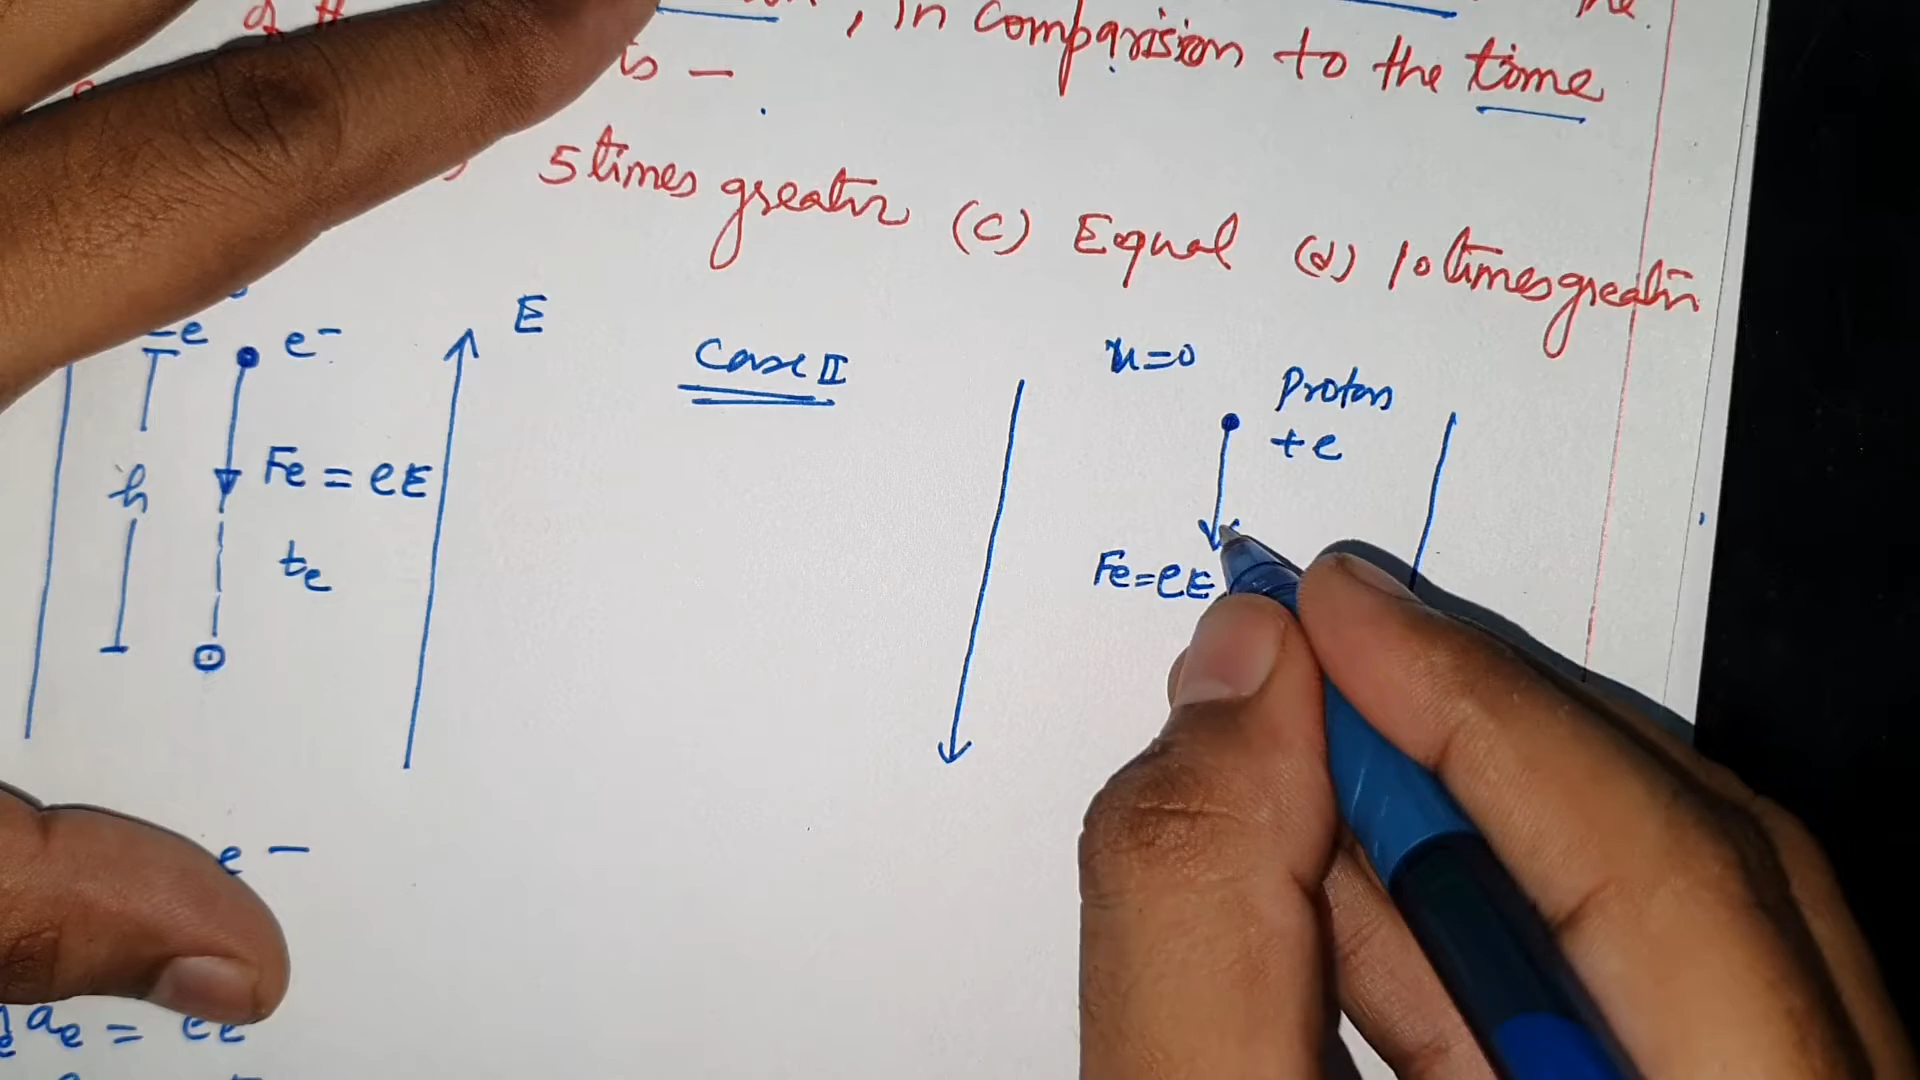 , in comparision to the time
is –
5 times greater (c) Equal (d) 10 times greater
e⁻ E
Case II
u=0
Proton
+e
h Fe = eE
te
Fe=eE
e –
ae = eE